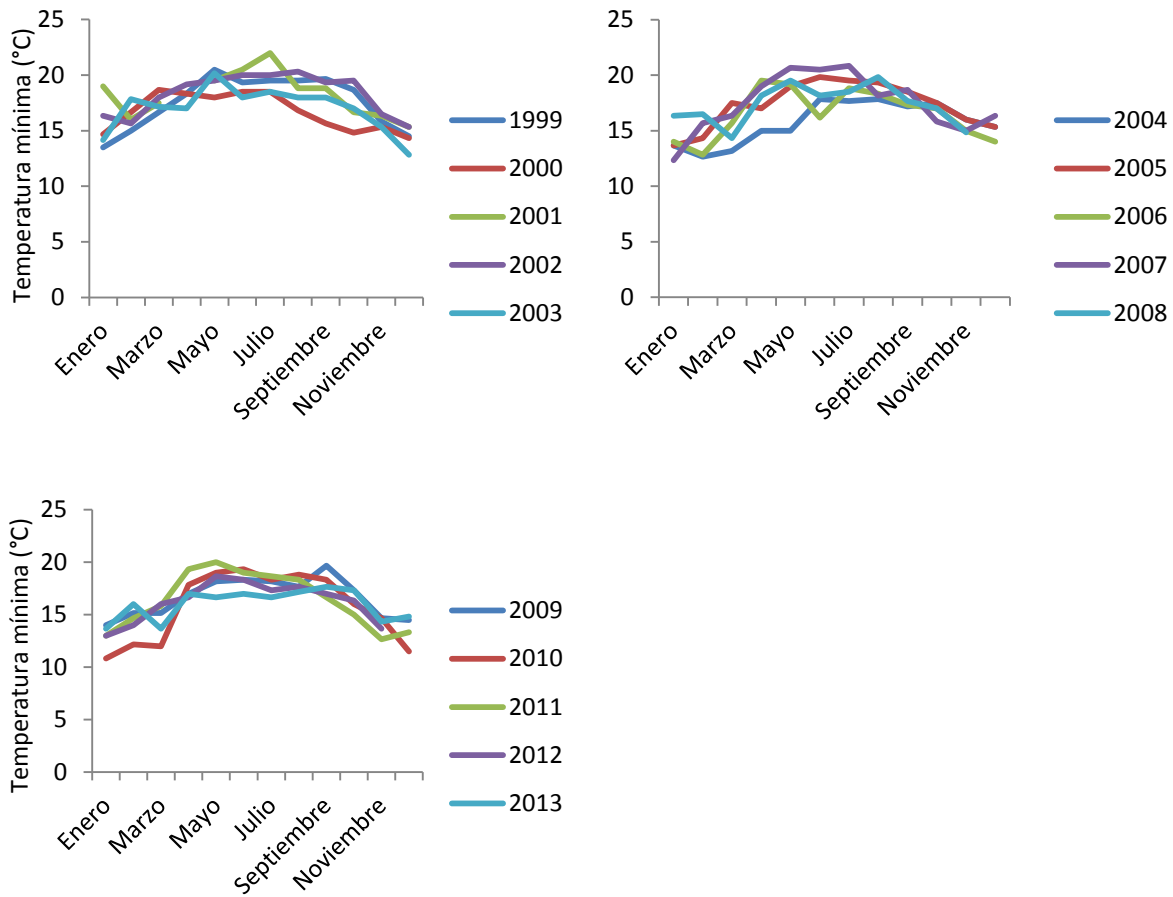 Temperatura mínima (°C)
25
20
15
10
5
0
Enero
Marzo
Mayo
Julio
Septiembre
Noviembre
1999
2000
2001
2002
2003
25
20
15
10
5
0
Enero
Marzo
Mayo
Julio
Septiembre
Noviembre
2004
2005
2006
2007
2008
Temperatura mínima (°C)
25
20
15
10
5
0
Enero
Marzo
Mayo
Julio
Septiembre
Noviembre
2009
2010
2011
2012
2013